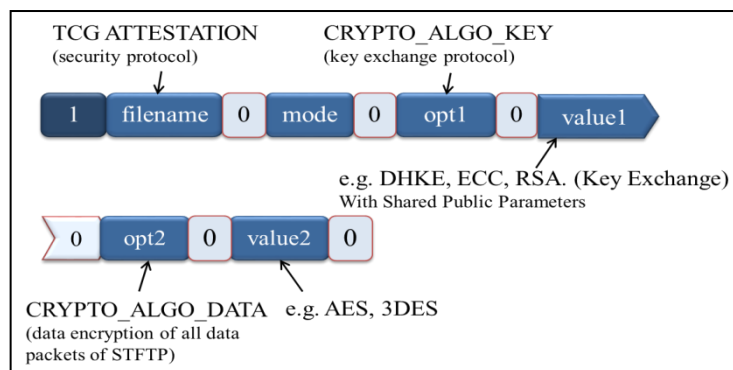 TCG ATTESTATION
(security protocol)
CRYPTO_ALGO_KEY
(key exchange protocol)
1 filename 0 mode 0 opt1 0 value1
e.g. DHKE, ECC, RSA. (Key Exchange)
With Shared Public Parameters
0 opt2 0 value2 0
CRYPTO_ALGO_DATA
(data encryption of all data
packets of STFTP)
e.g. AES, 3DES